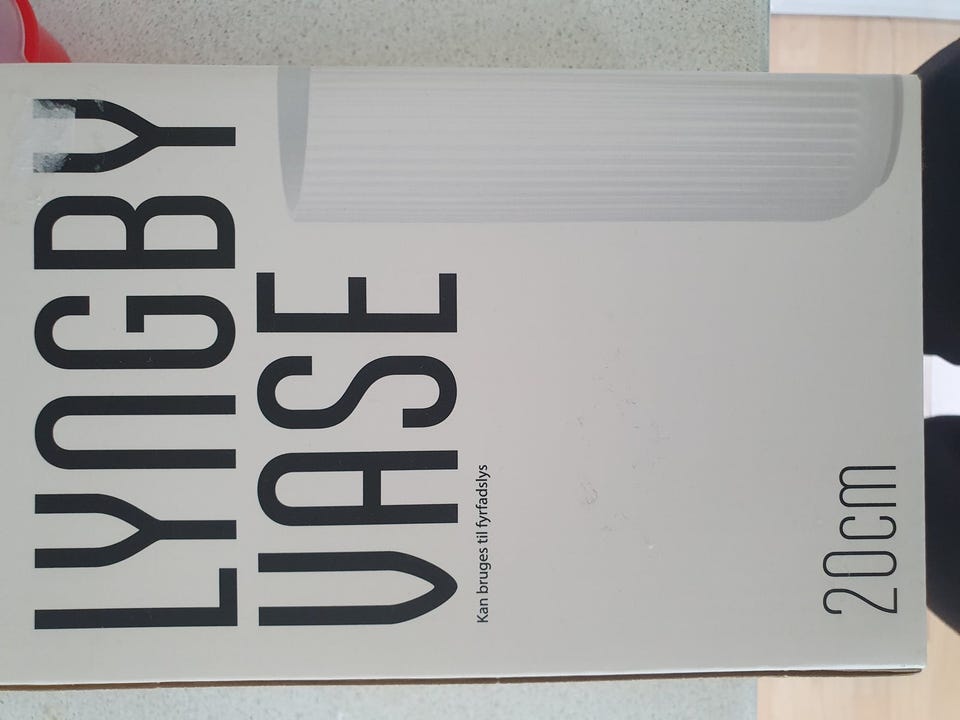 LYNGBY
VASE
Kan bruges til fyrfadslys
20cm